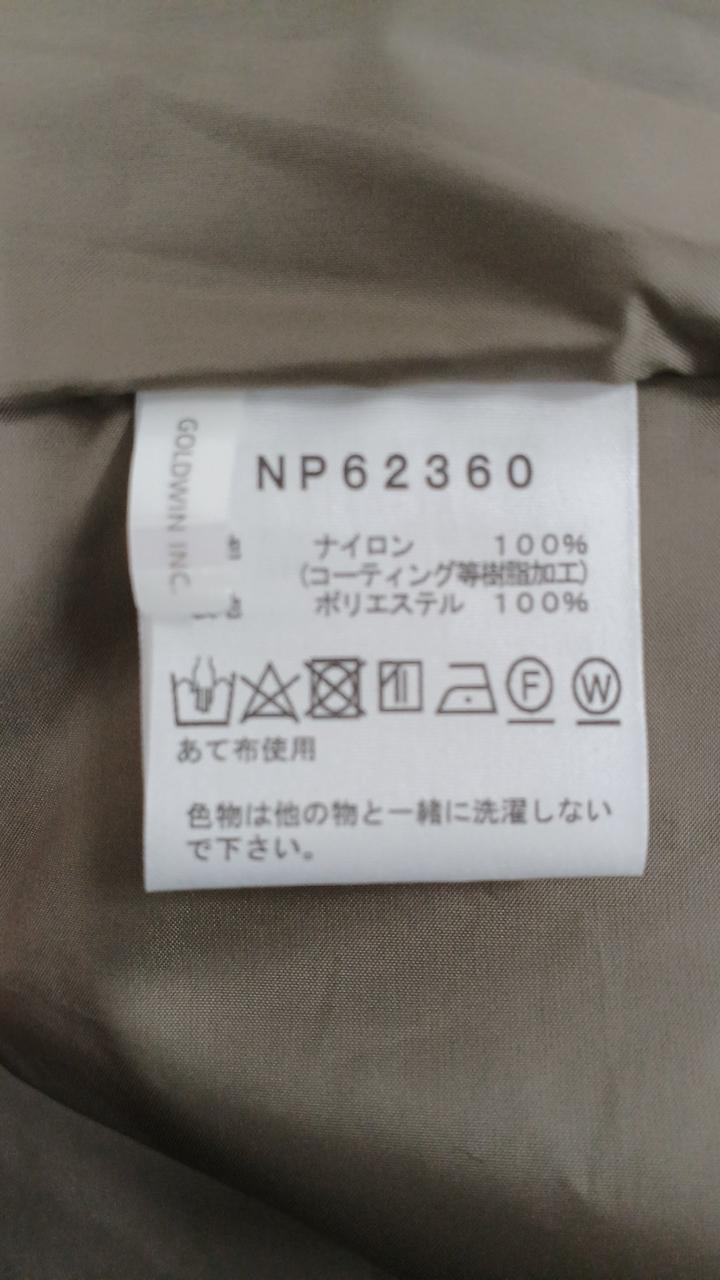 GOLDWIN INC.
NP62360
ナイロン 100%
(コーティング等樹脂加工)
ポリエステル 100%
F W
あて布使用
色物は他の物と一緒に洗濯しない
で下さい。